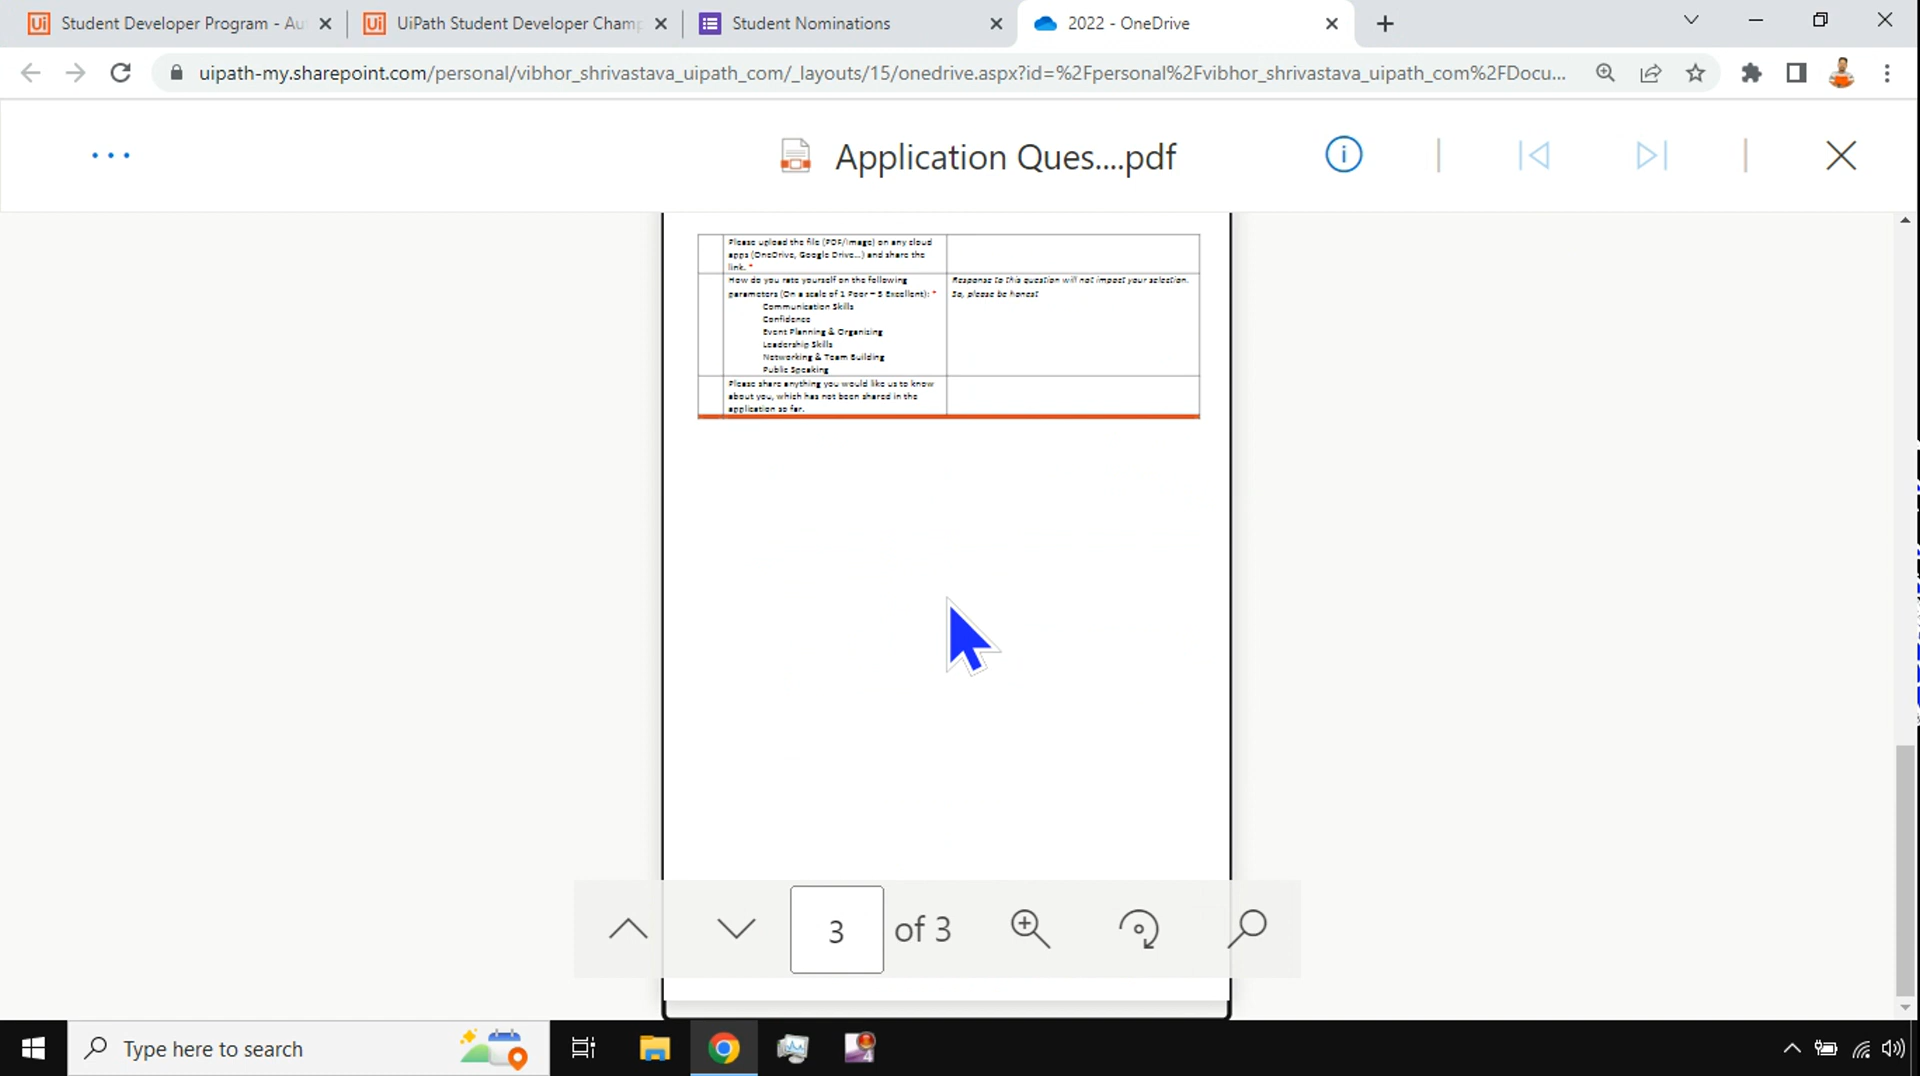 Student Developer Program - Au
UiPath Student Developer Cham
Student Nominations
2022 - OneDrive
uipath-my.sharepoint.com/personal/vibhor_shrivastava_uipath_com/_layouts/15/onedrive.aspx?id=%2Fpersonal%2Fvibhor_shrivastava_uipath_com%2FDocu...
Application Ques....pdf
Please upload the file (PDF/Image) on any cloud
apps (OneDrive, Google Drive...) and share the
link. *
How do you rate yourself on the following
parameters (On a scale of 1 Poor – 5 Excellent): *
Communication Skills
Confidence
Event Planning & Organizing
Leadership Skills
Networking & Team Building
Public Speaking
Response to this question will not impact your selection.
So, please be honest
Please share anything you would like us to know
about you, which has not been shared in the
application so far.
3 of 3
Type here to search
4